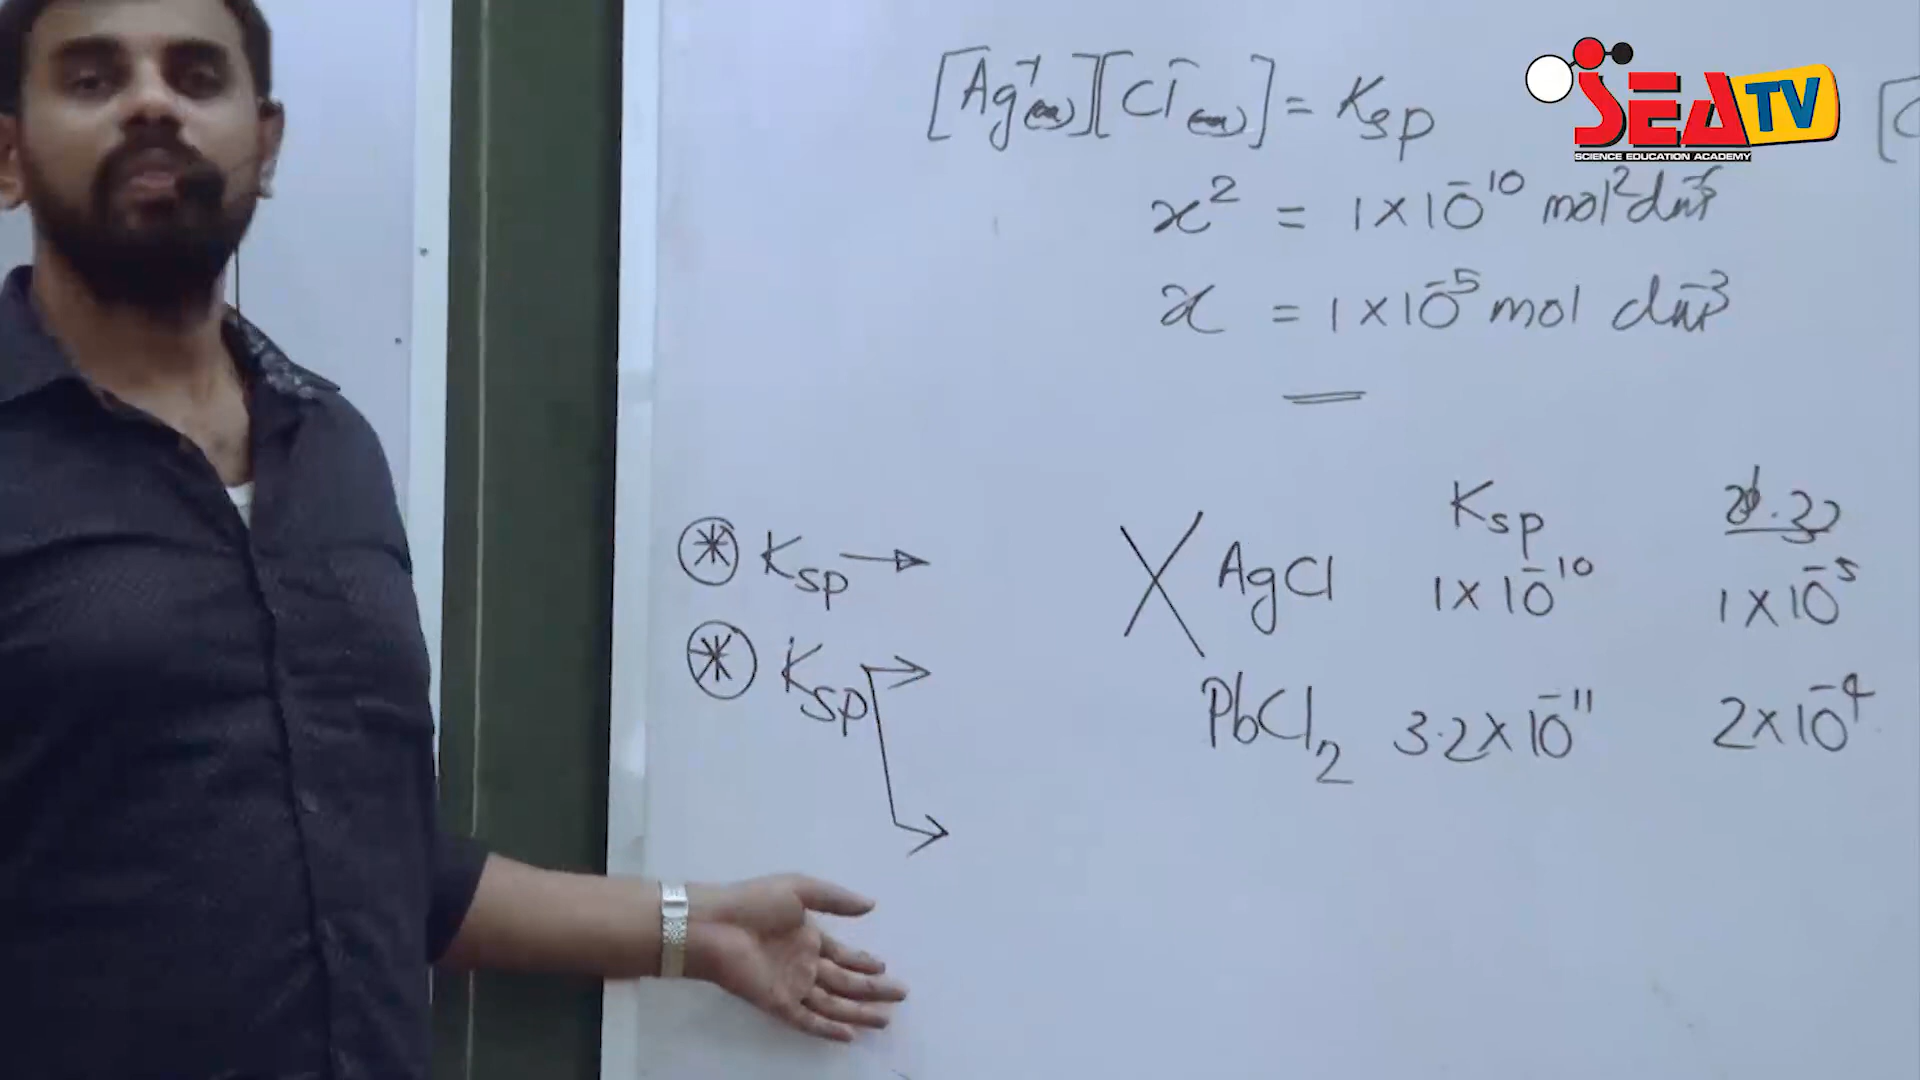 [Ag⁺(aq)][Cl⁻(aq)] = Ksp
x² = 1 × 10⁻¹⁰ mol² dm⁻⁶
x = 1 × 10⁻⁵ mol dm⁻³
SEA TV
SCIENCE EDUCATION ACADEMY
Ksp
Ksp
Ksp
AgCl 1 × 10⁻¹⁰ 1 × 10⁻⁵
PbCl₂ 3.2 × 10⁻¹¹ 2 × 10⁻⁴